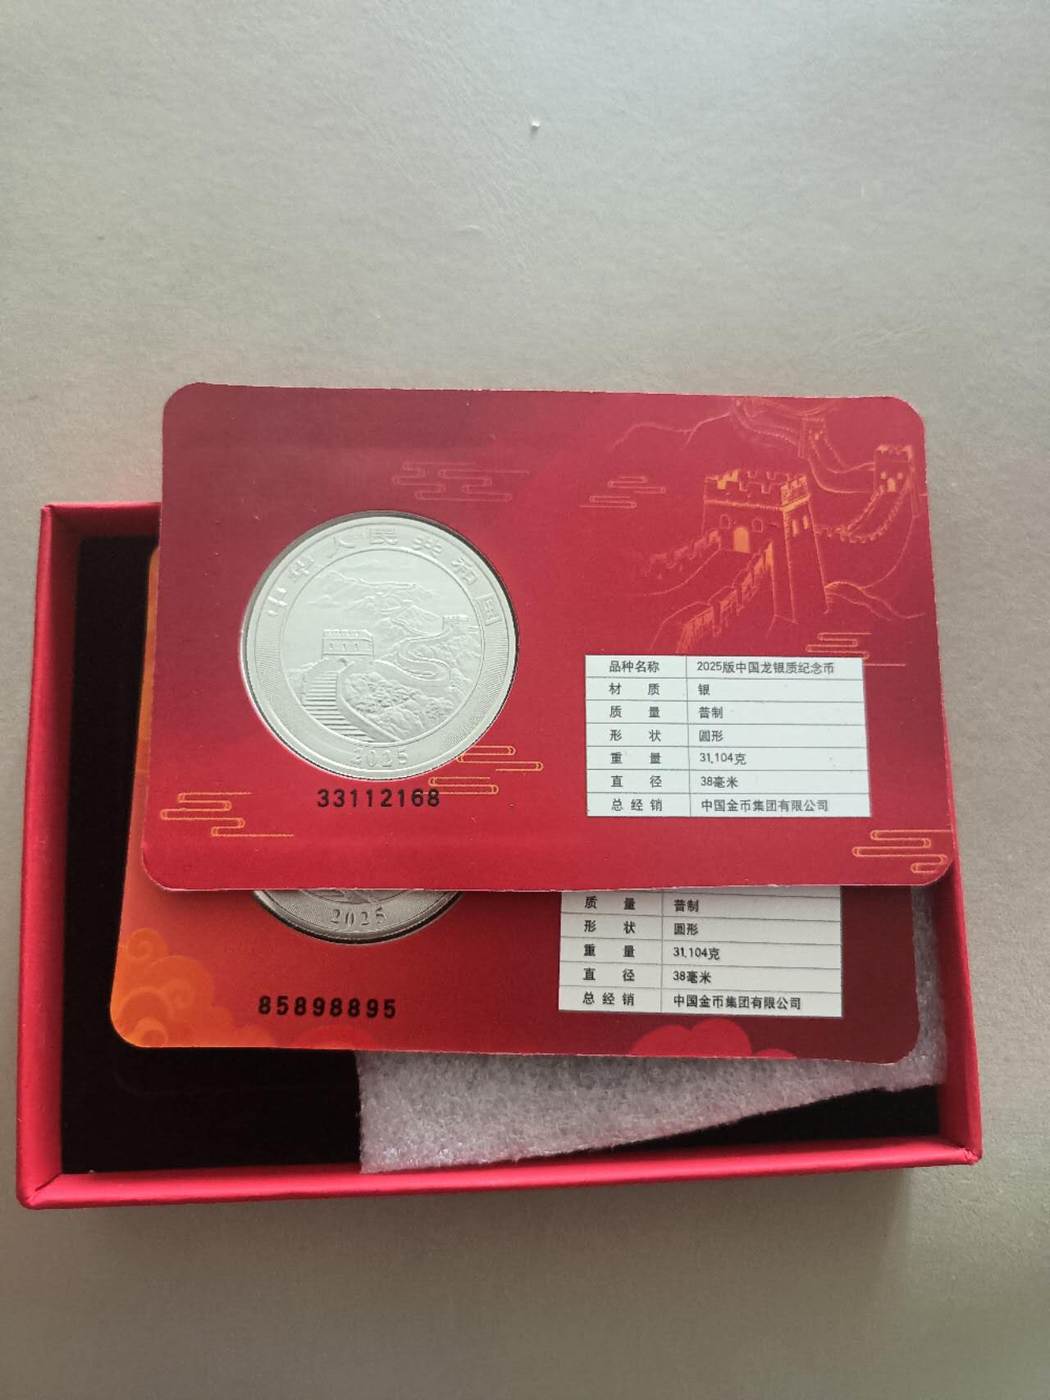 中华人民共和国
2025
33112168
品种名称 2025版中国龙银质纪念币
材 质 银
质 量 普制
形 状 圆形
重 量 31.104克
直 径 38毫米
总 经 销 中国金币集团有限公司
2025
85898895
质 量 普制
形 状 圆形
重 量 31.104克
直 径 38毫米
总 经 销 中国金币集团有限公司